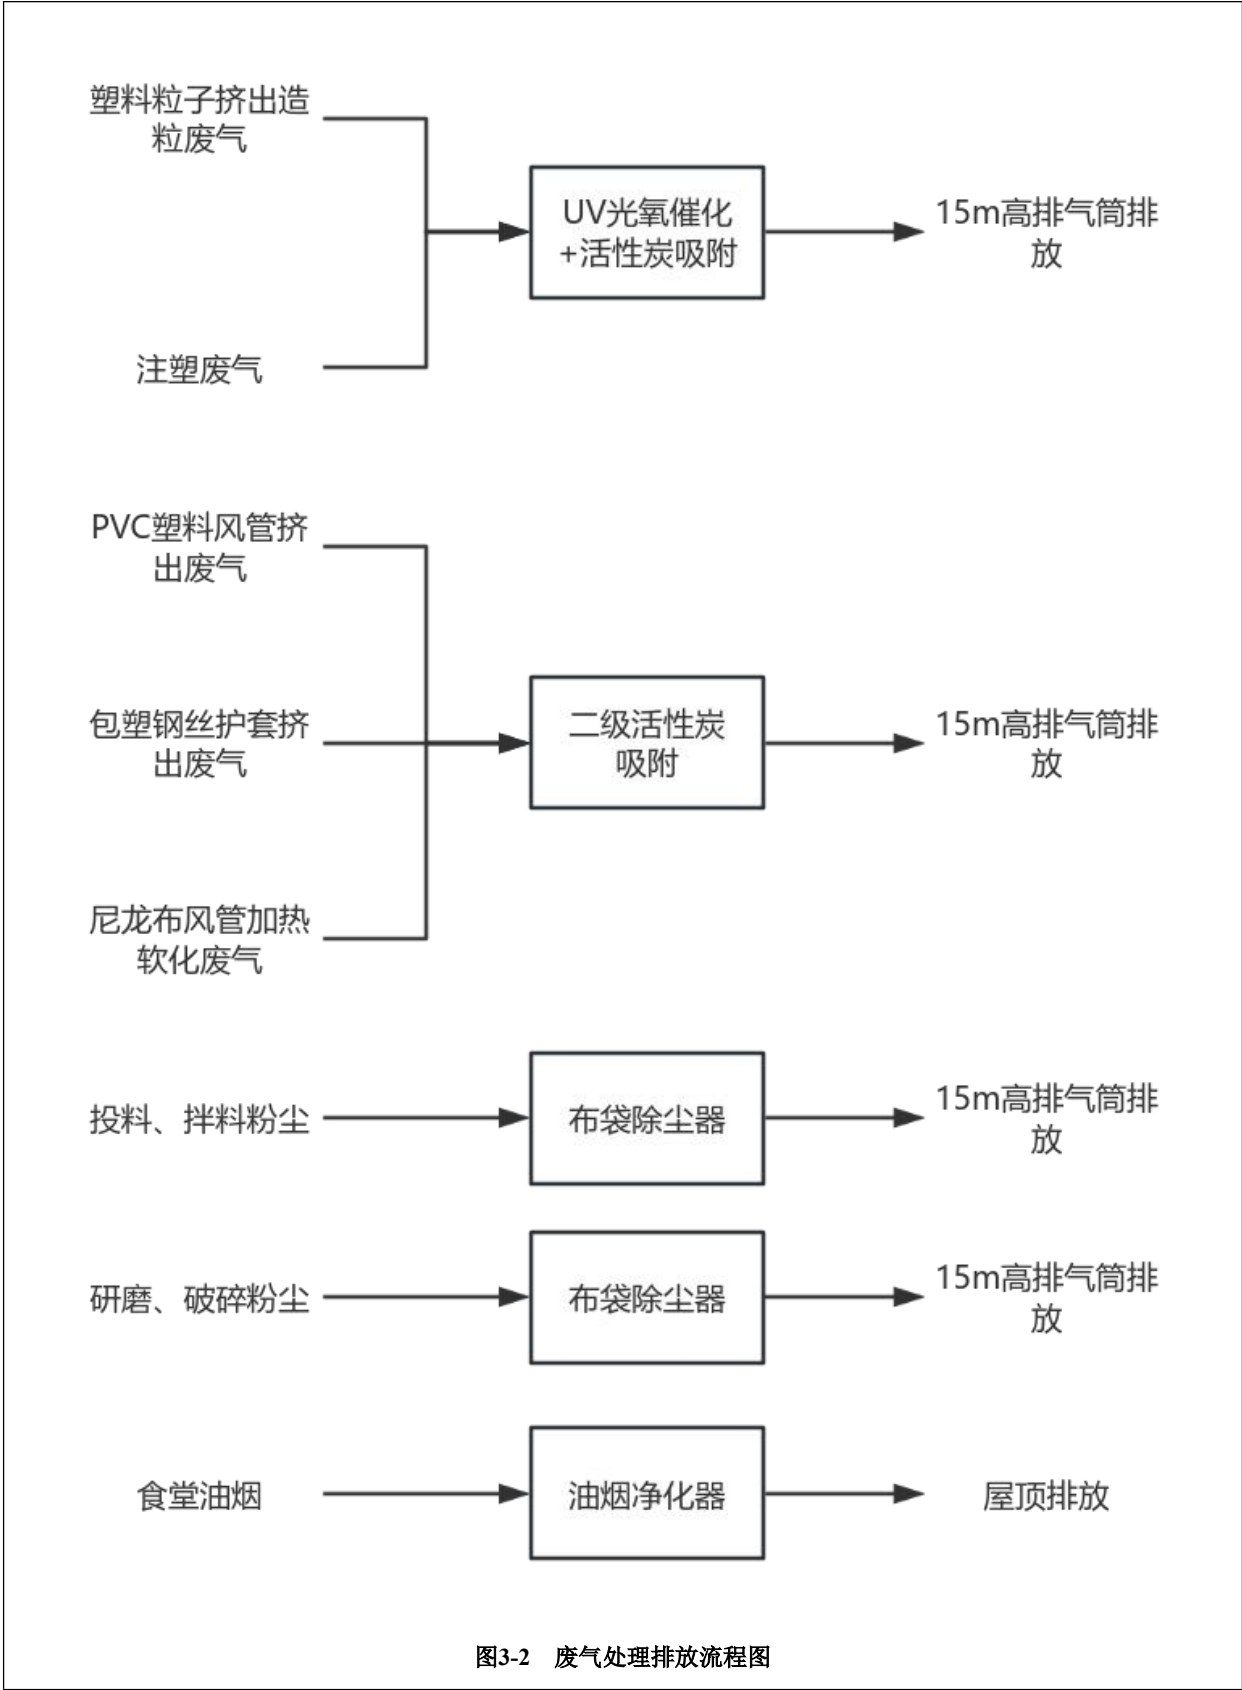 塑料粒子挤出造
粒废气
UV光氧催化
+活性炭吸附
15m高排气筒排
放
注塑废气
PVC塑料风管挤
出废气
包塑钢丝护套挤
出废气
二级活性炭
吸附
15m高排气筒排
放
尼龙布风管加热
软化废气
投料、拌料粉尘
布袋除尘器
15m高排气筒排
放
研磨、破碎粉尘
布袋除尘器
15m高排气筒排
放
食堂油烟
油烟净化器
屋顶排放
图3-2 废气处理排放流程图